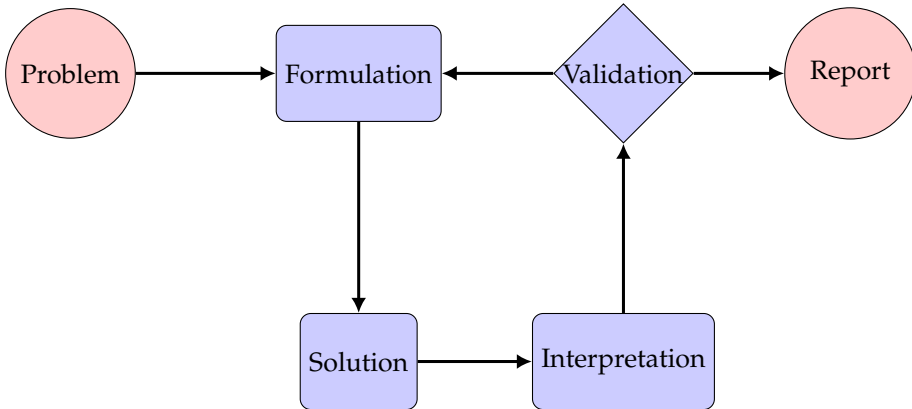 Problem
Formulation
Validation
Report
Solution
Interpretation